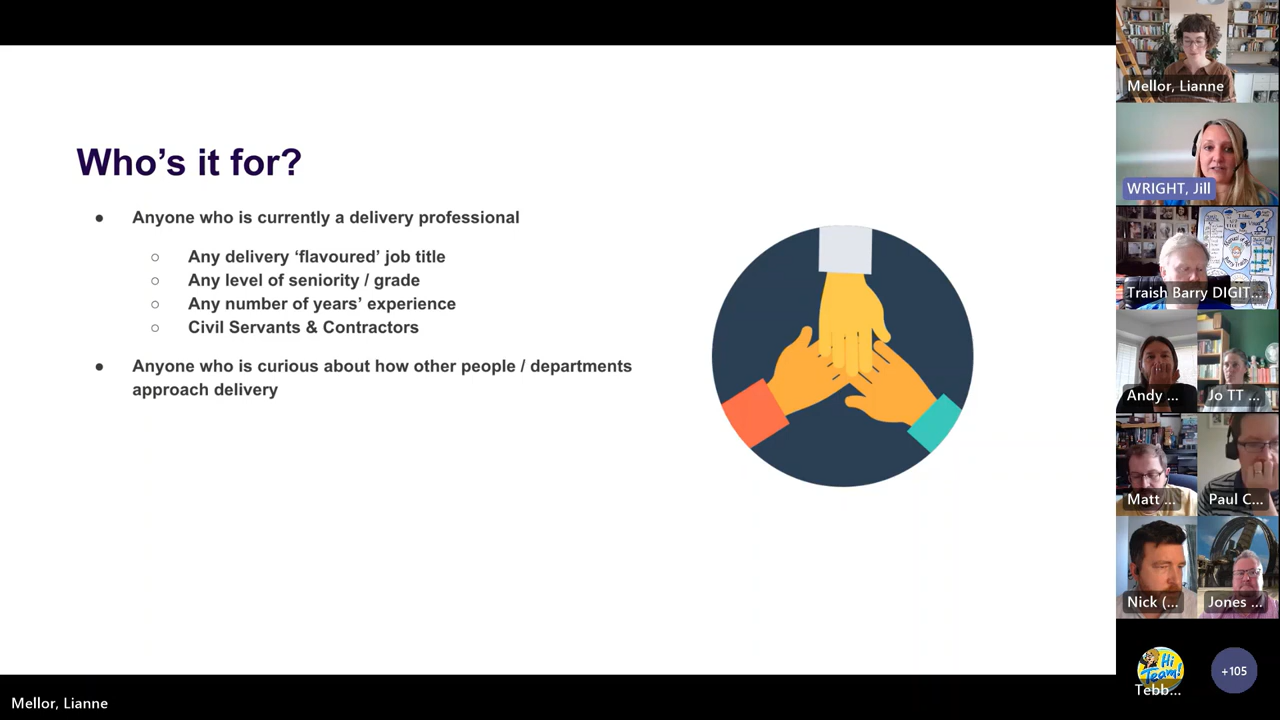 Who's it for?
● Anyone who is currently a delivery professional
○ Any delivery ‘flavoured’ job title
○ Any level of seniority / grade
○ Any number of years’ experience
○ Civil Servants & Contractors
● Anyone who is curious about how other people / departments
approach delivery
Mellor, Lianne
WRIGHT, Jill
Traish Barry DIGIT...
Andy ...
Jo TT ...
Matt ...
Paul C...
Nick (...
Jones ...
Hi
Team!
Tebb...
+105
Mellor, Lianne